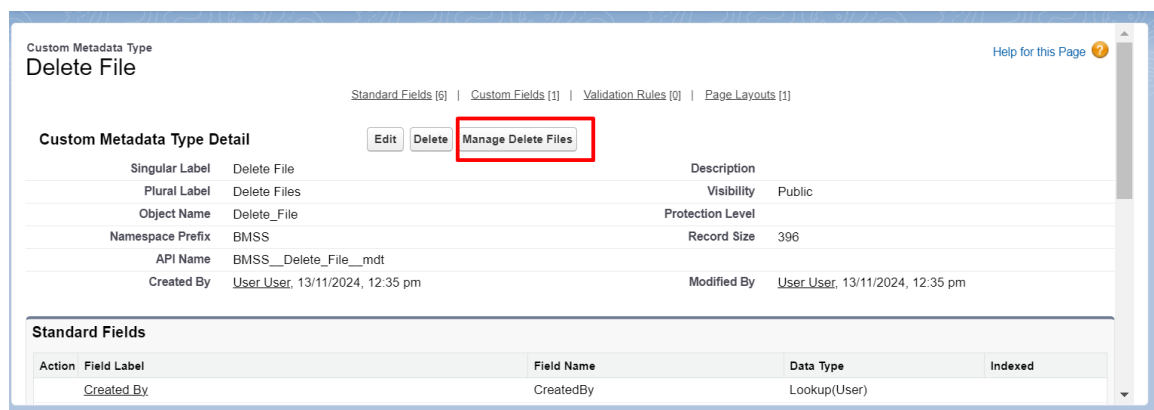 Custom Metadata Type
Delete File
Help for this Page ?
Standard Fields [6] | Custom Fields [1] | Validation Rules [0] | Page Layouts [1]
Custom Metadata Type Detail Edit Delete Manage Delete Files
Singular Label Delete File Description
Plural Label Delete Files Visibility Public
Object Name Delete_File Protection Level
Namespace Prefix BMSS Record Size 396
API Name BMSS__Delete_File__mdt
Created By User User, 13/11/2024, 12:35 pm Modified By User User, 13/11/2024, 12:35 pm
Standard Fields
Action Field Label Field Name Data Type Indexed
Created By CreatedBy Lookup(User)